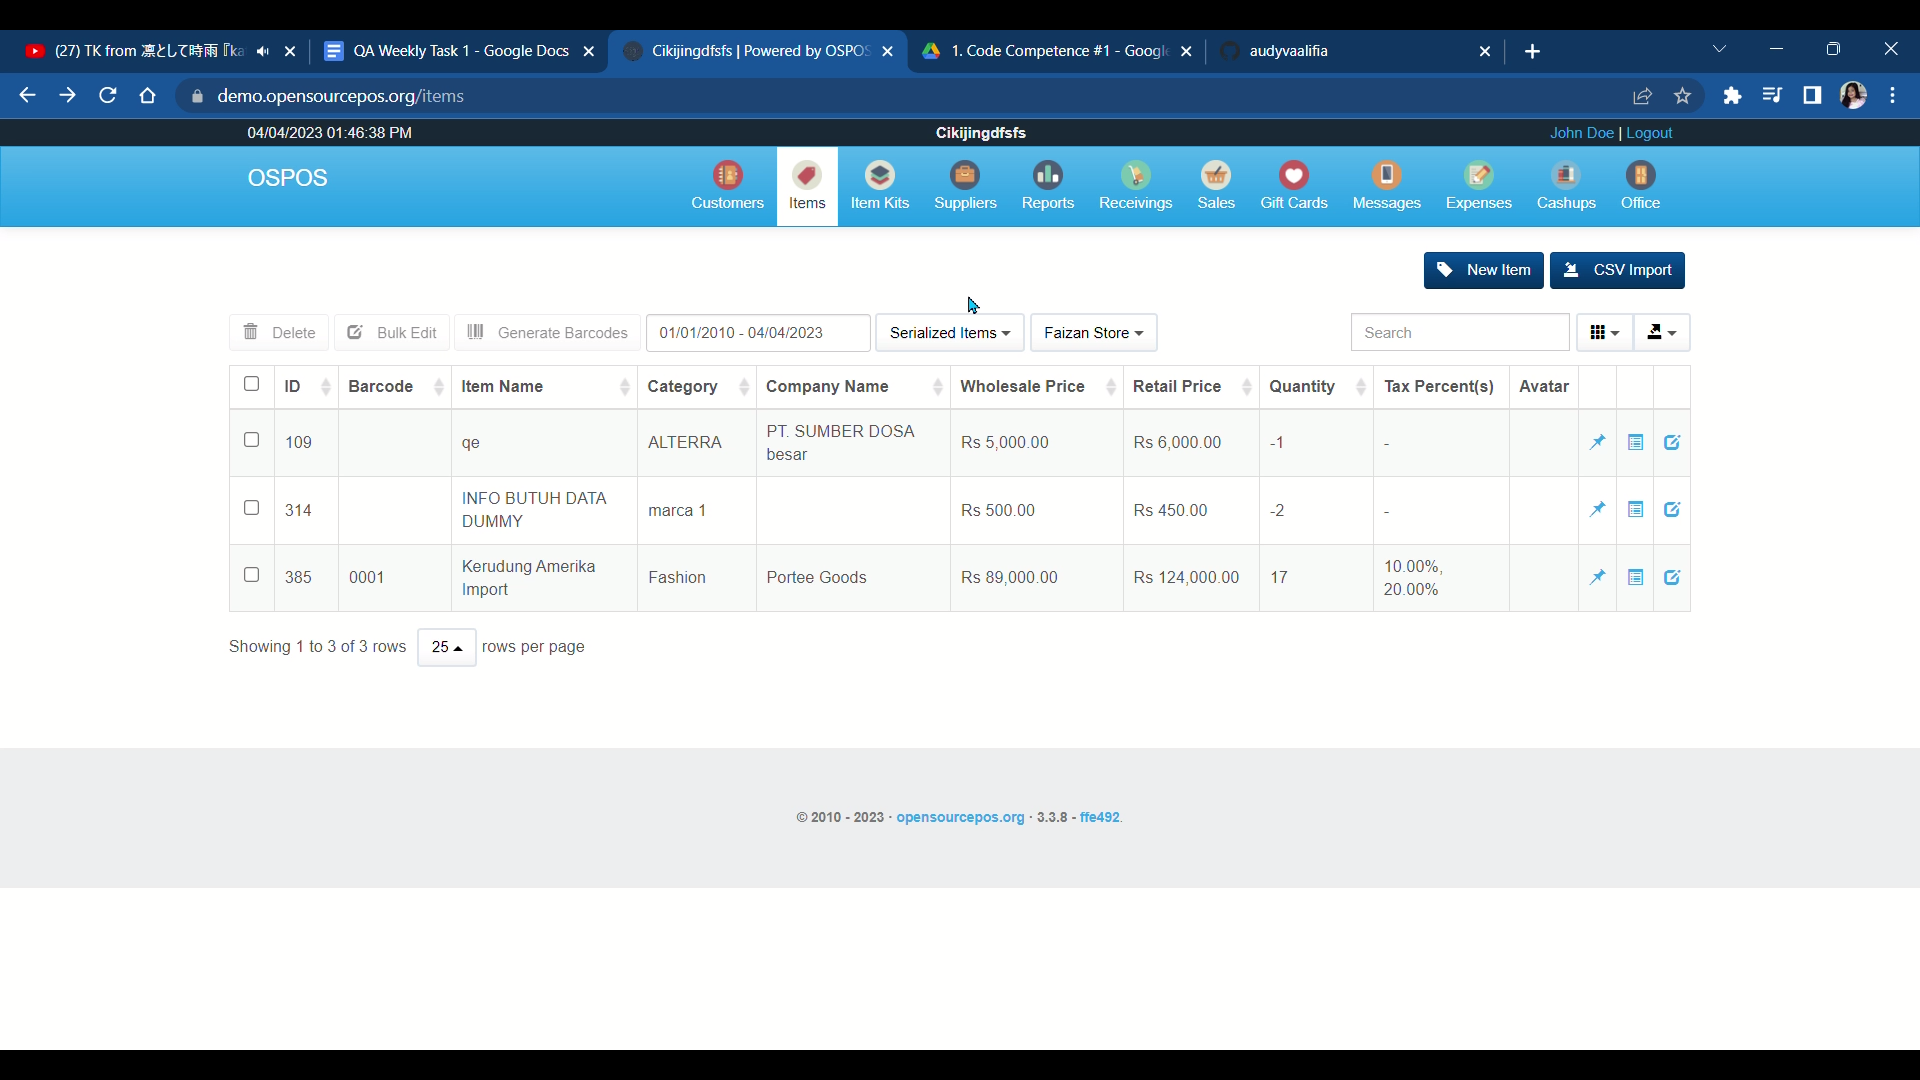 (27) TK from 凛として時雨『ka
QA Weekly Task 1 - Google Docs
Cikijingdfsfs | Powered by OSPOS
1. Code Competence #1 - Google
audyvaalifia
demo.opensourcepos.org/items
04/04/2023 01:46:38 PM
Cikijingdfsfs
John Doe | Logout
OSPOS
Customers
Items
Item Kits
Suppliers
Reports
Receivings
Sales
Gift Cards
Messages
Expenses
Cashups
Office
New Item
CSV Import
Delete
Bulk Edit
Generate Barcodes
01/01/2010 - 04/04/2023
Serialized Items
Faizan Store
Search
ID Barcode Item Name Category Company Name Wholesale Price Retail Price Quantity Tax Percent(s) Avatar
109 qe ALTERRA PT. SUMBER DOSA besar Rs 5,000.00 Rs 6,000.00 -1 -
314 INFO BUTUH DATA DUMMY marca 1 Rs 500.00 Rs 450.00 -2 -
385 0001 Kerudung Amerika Import Fashion Portee Goods Rs 89,000.00 Rs 124,000.00 17 10.00%, 20.00%
Showing 1 to 3 of 3 rows 25 rows per page
© 2010 - 2023 · opensourcepos.org · 3.3.8 - ffe492.